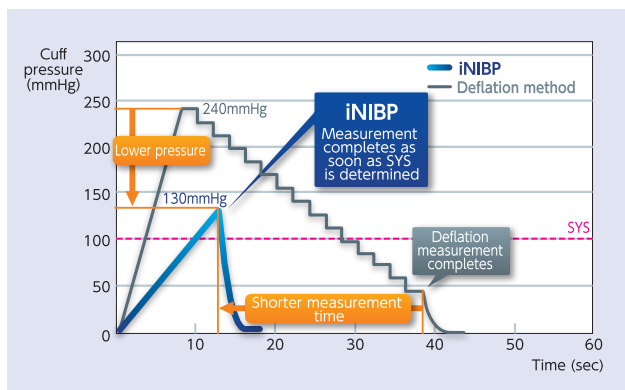 Cuff
pressure
(mmHg)
300
250
200
150
100
50
0
iNIBP
Deflation method
240mmHg
iNIBP
Measurement
completes as
soon as SYS
is determined
Lower pressure
130mmHg
SYS
Deflation
measurement
completes
Shorter measurement
time
10
20
30
40
50
60
Time (sec)